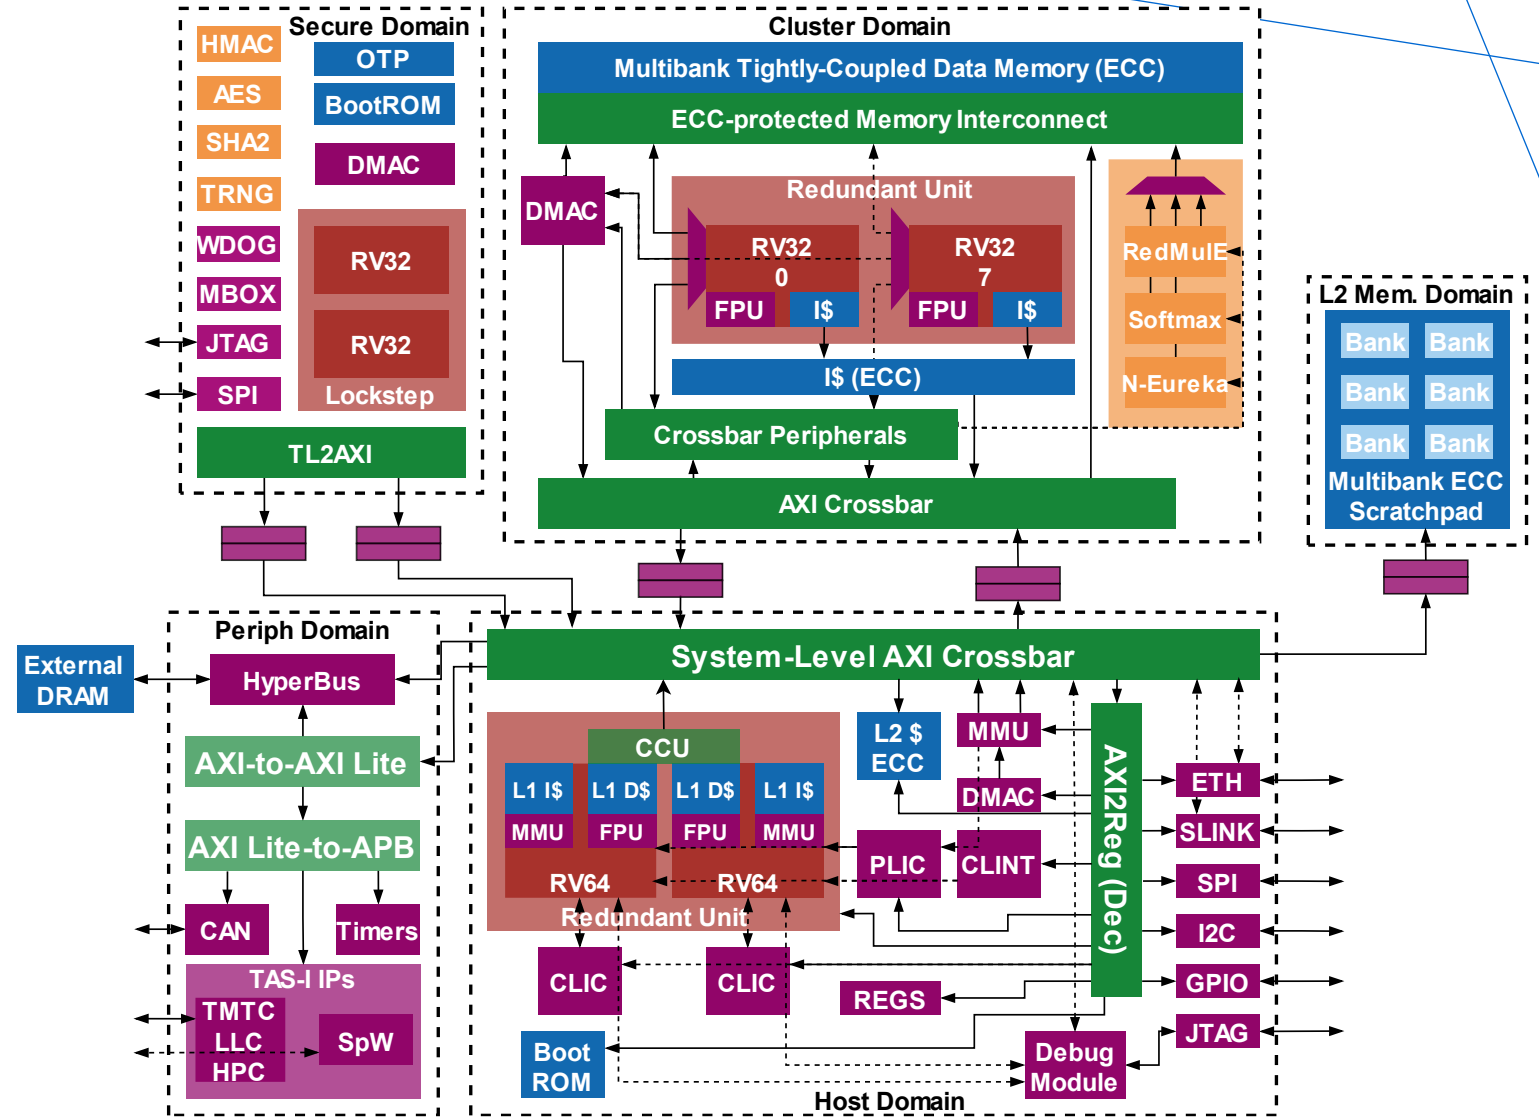 Secure Domain
HMAC
AES
SHA2
TRNG
WDOG
MBOX
JTAG
SPI
OTP
BootROM
DMAC
RV32
RV32
Lockstep
TL2AXI
Cluster Domain
Multibank Tightly-Coupled Data Memory (ECC)
ECC-protected Memory Interconnect
DMAC
Redundant Unit
RV32
0
FPU
I$
RV32
7
FPU
I$
I$ (ECC)
Crossbar Peripherals
AXI Crossbar
RedMulE
Softmax
N-Eureka
L2 Mem. Domain
Bank
Bank
Bank
Bank
Bank
Bank
Multibank ECC
Scratchpad
Periph Domain
External
DRAM
HyperBus
AXI-to-AXI Lite
AXI Lite-to-APB
CAN
Timers
TAS-I IPs
TMTC
LLC
HPC
SpW
System-Level AXI Crossbar
CCU
L1 I$
L1 D$
L1 D$
L1 I$
MMU
FPU
FPU
MMU
RV64
RV64
Redundant Unit
CLIC
CLIC
Boot
ROM
L2 $
ECC
MMU
DMAC
PLIC
CLINT
REGS
Debug
Module
AXI2Reg (Dec)
ETH
SLINK
SPI
I2C
GPIO
JTAG
Host Domain